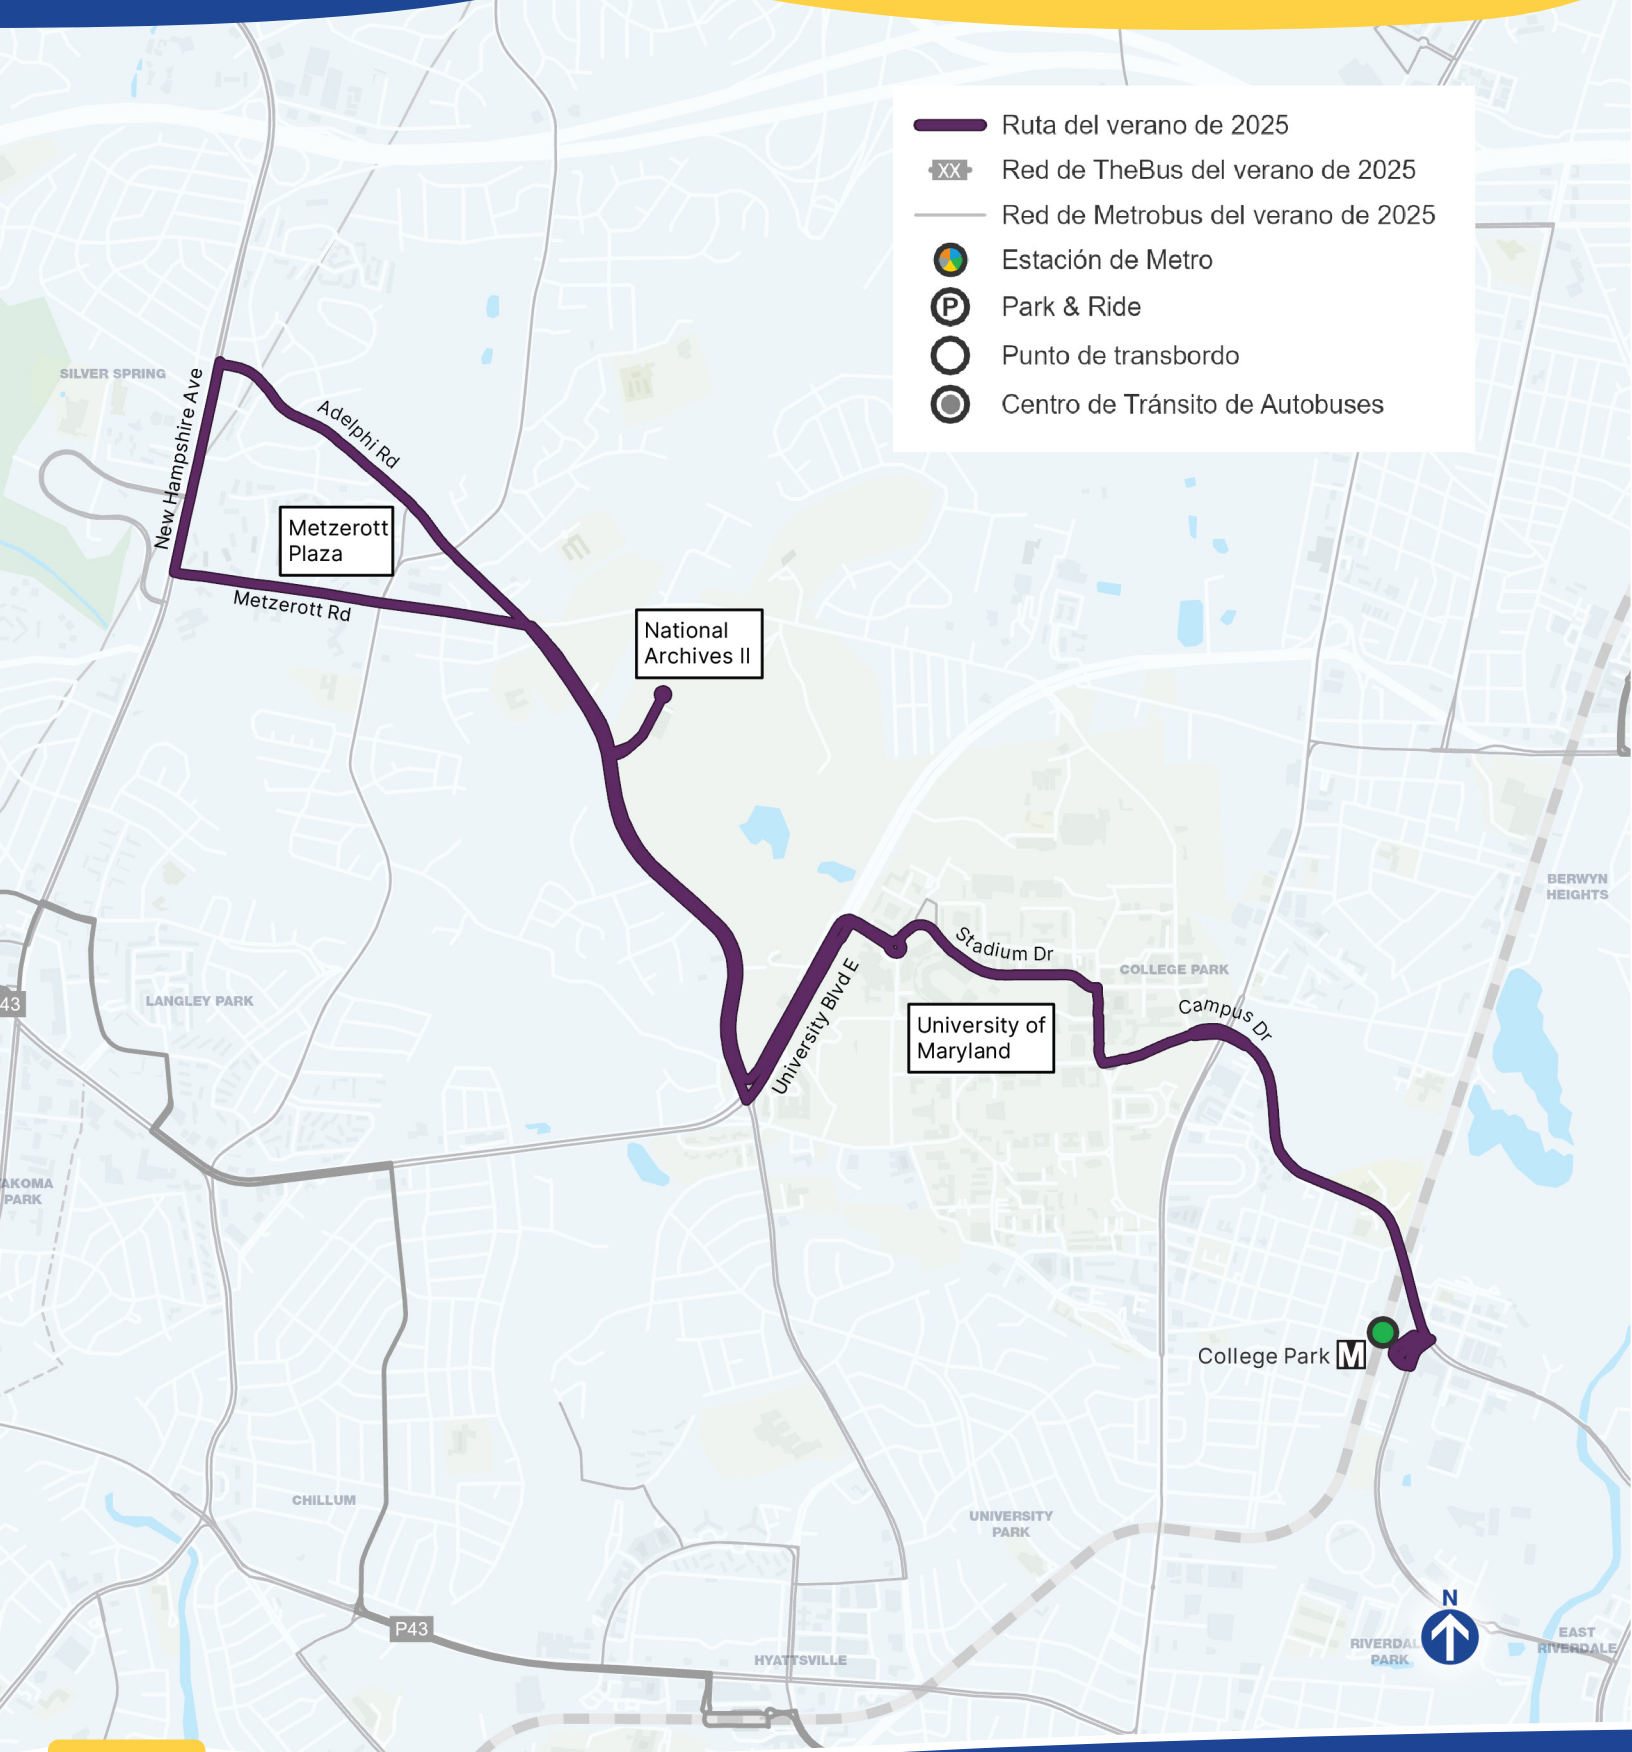 Ruta del verano de 2025
XX
Red de TheBus del verano de 2025
Red de Metrobus del verano de 2025
Estación de Metro
P
Park & Ride
Punto de transbordo
Centro de Tránsito de Autobuses
SILVER SPRING
New Hampshire Ave
Adelphi Rd
Metzerott
Plaza
Metzerott Rd
National
Archives II
BERWYN
HEIGHTS
University Blvd E
Stadium Dr
COLLEGE PARK
Campus Dr
University of
Maryland
LANGLEY PARK
43
AKOMA
PARK
College Park M
CHILLUM
UNIVERSITY
PARK
P43
HYATTSVILLE
N
RIVERDAL
PARK
EAST
RIVERDALE